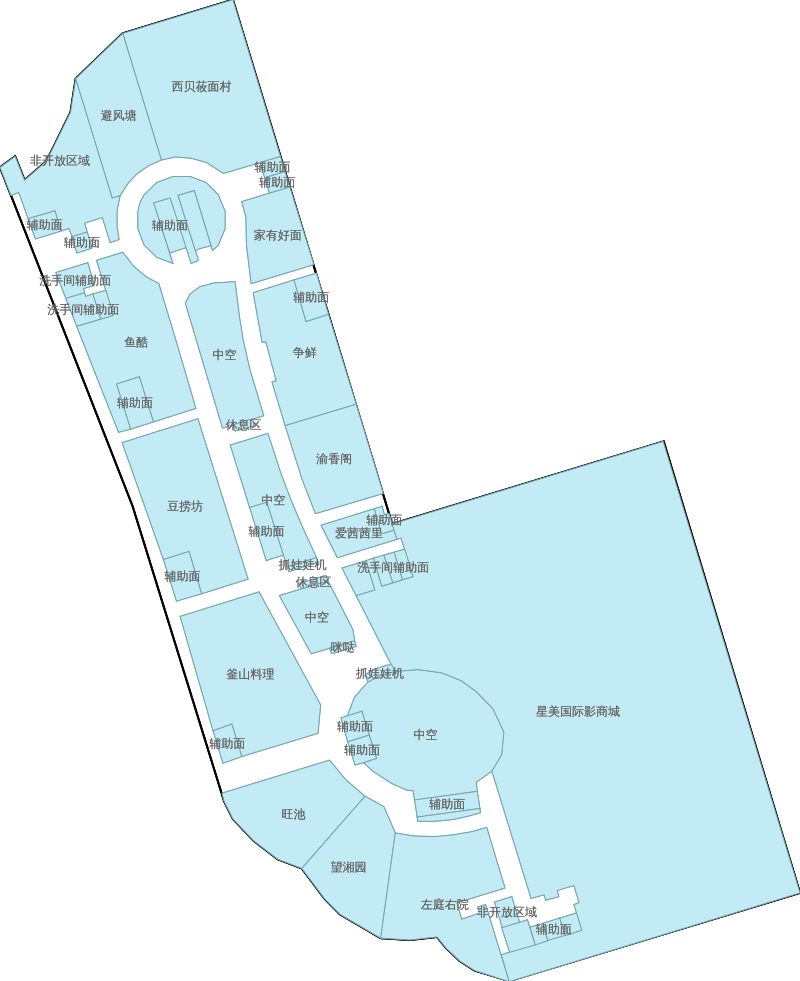 西贝莜面村
避风塘
非开放区域
辅助面
辅助面
辅助面
辅助面
辅助面
家有好面
辅助面
洗手间辅助面
辅助面
洗手间辅助面
鱼酷
中空
争鲜
辅助面
休息区
渝香阁
中空
豆捞坊
辅助面
辅助面
爱茜茜里
抓娃娃机
洗手间辅助面
辅助面
休息区
中空
咪哒
釜山料理
抓娃娃机
星美国际影商城
辅助面
中空
辅助面
辅助面
辅助面
旺池
望湘园
左庭右院
非开放区域
辅助面